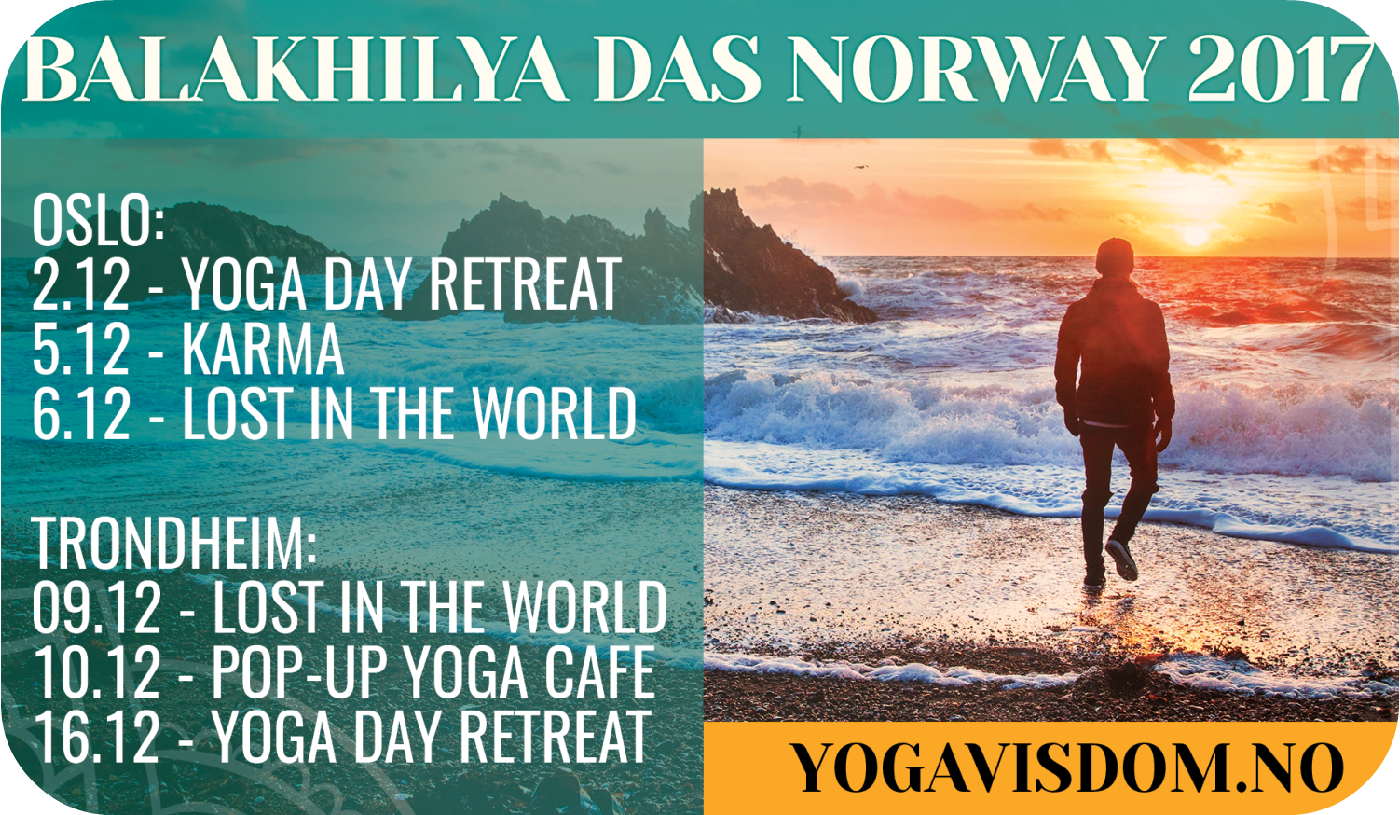 BALAKHILYA DAS NORWAY 2017
OSLO:
2.12 - YOGA DAY RETREAT
5.12 - KARMA
6.12 - LOST IN THE WORLD
TRONDHEIM:
09.12 - LOST IN THE WORLD
10.12 - POP-UP YOGA CAFE
16.12 - YOGA DAY RETREAT
YOGAVISDOM.NO